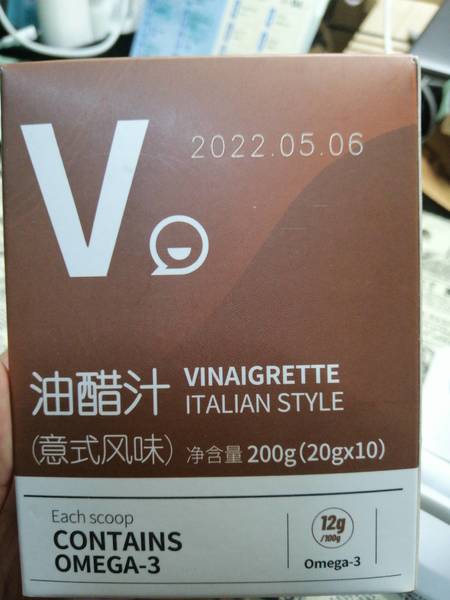 V
2022.05.06
油醋汁
VINAIGRETTE
ITALIAN STYLE
(意式风味)
净含量 200g(20gx10)
Each scoop
CONTAINS
OMEGA-3
12g
/100g
Omega-3